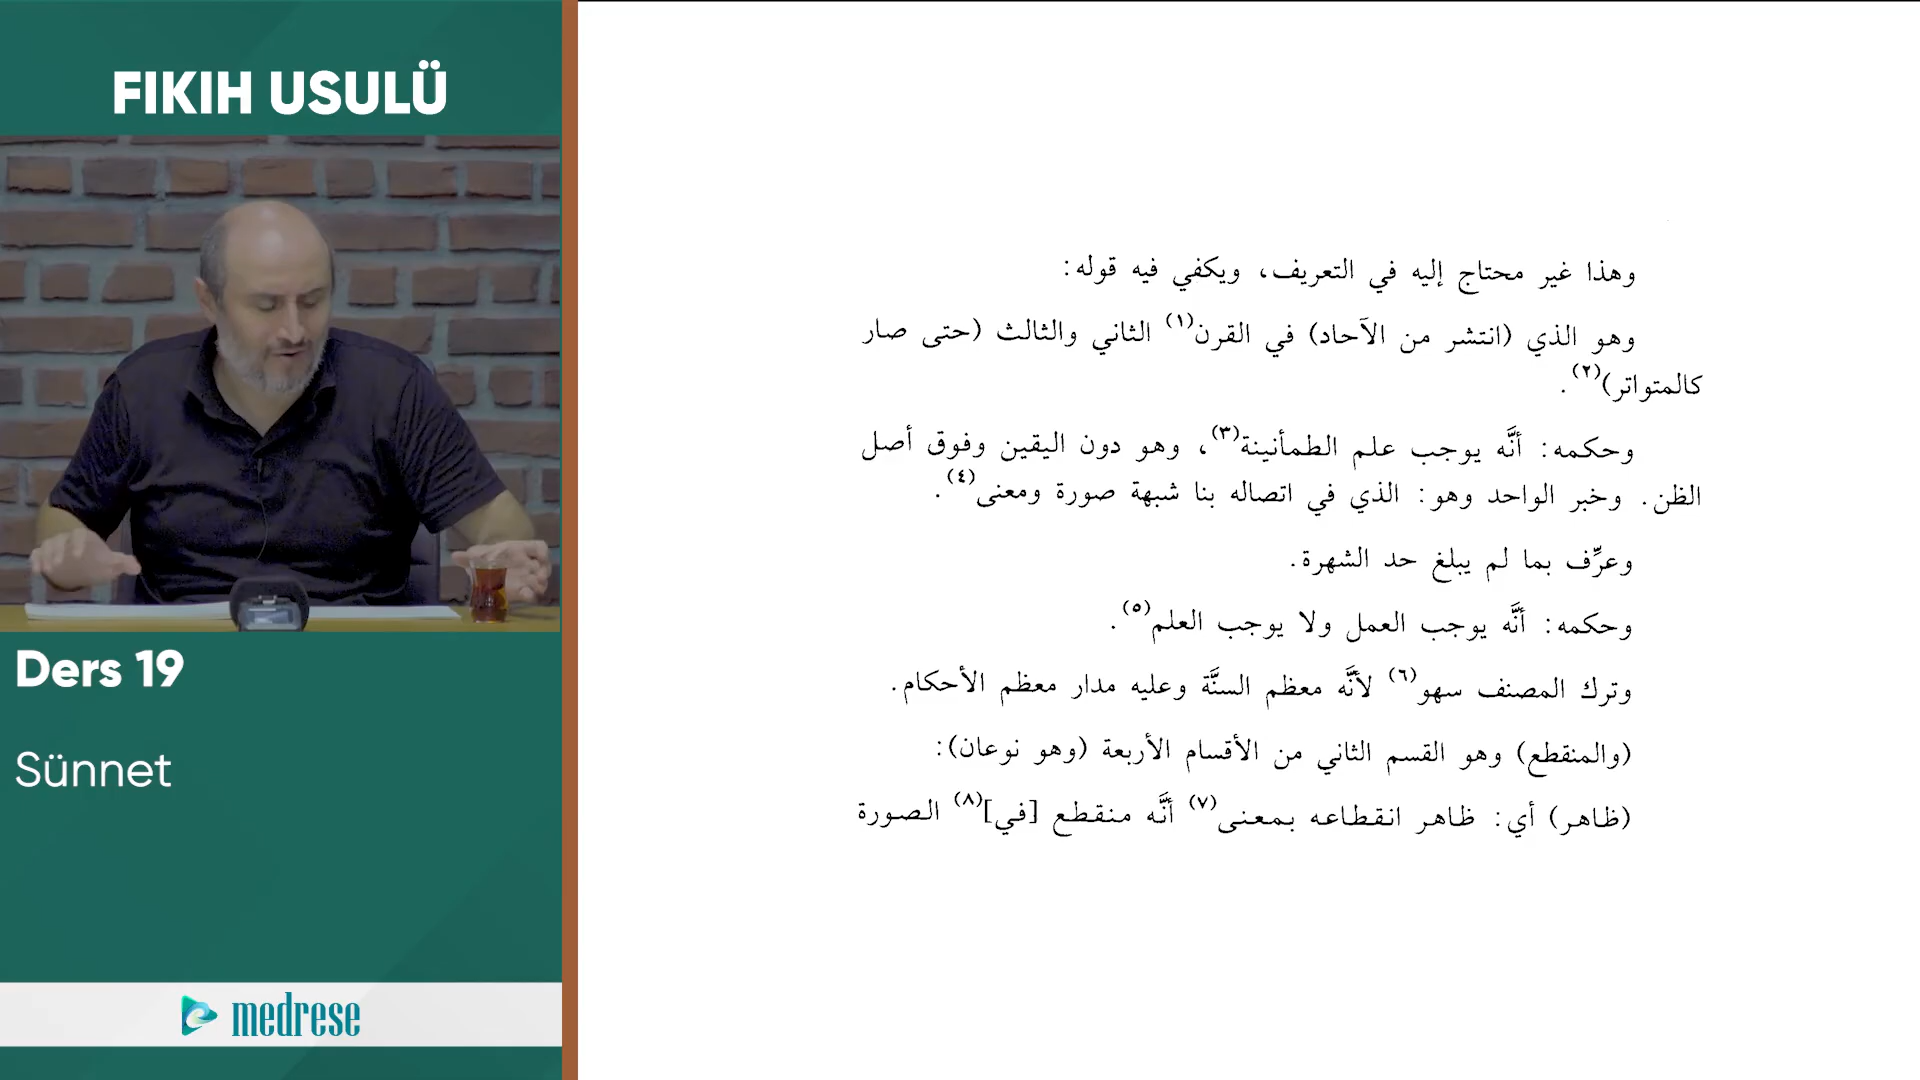 FIKIH USULÜ
Ders 19
Sünnet
medrese
وهذا غير محتاج إليه في التعريف، ويكفي فيه قوله:
وهو الذي (انتشر من الآحاد) في القرن(١) الثاني والثالث (حتى صار
كالمتواتر)(٢).
وحكمه: أنَّه يوجب علم الطمأنينة(٣)، وهو دون اليقين وفوق أصل
الظن. وخبر الواحد وهو: الذي في اتصاله بنا شبهة صورة ومعنى(٤).
وعرِّف بما لم يبلغ حد الشهرة.
وحكمه: أنَّه يوجب العمل ولا يوجب العلم(٥).
وترك المصنف سهو(٦) لأنَّه معظم السنَّة وعليه مدار معظم الأحكام.
(والمنقطع) وهو القسم الثاني من الأقسام الأربعة (وهو نوعان):
(ظاهر) أي: ظاهر انقطاعه بمعنى(٧) أنَّه منقطع [في](٨) الصورة